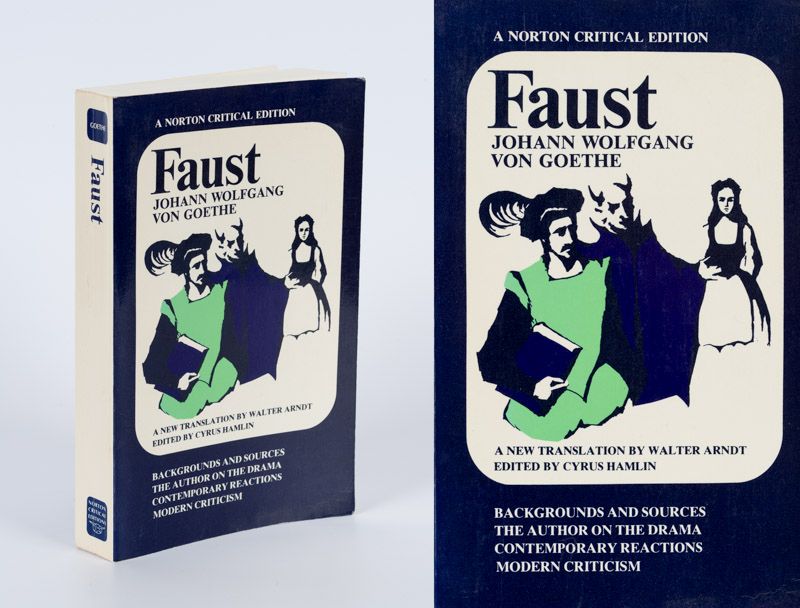 GOETHE
Faust
NORTON
CRITICAL
EDITIONS
A NORTON CRITICAL EDITION
Faust
JOHANN WOLFGANG
VON GOETHE
A NEW TRANSLATION BY WALTER ARNDT
EDITED BY CYRUS HAMLIN
BACKGROUNDS AND SOURCES
THE AUTHOR ON THE DRAMA
CONTEMPORARY REACTIONS
MODERN CRITICISM
A NORTON CRITICAL EDITION
Faust
JOHANN WOLFGANG
VON GOETHE
A NEW TRANSLATION BY WALTER ARNDT
EDITED BY CYRUS HAMLIN
BACKGROUNDS AND SOURCES
THE AUTHOR ON THE DRAMA
CONTEMPORARY REACTIONS
MODERN CRITICISM